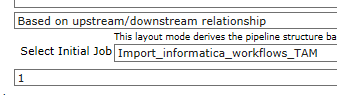 Based on upstream/downstream relationship
This layout mode derives the pipeline structure ba
Select Initial Job
Import_informatica_workflows_TAM
1